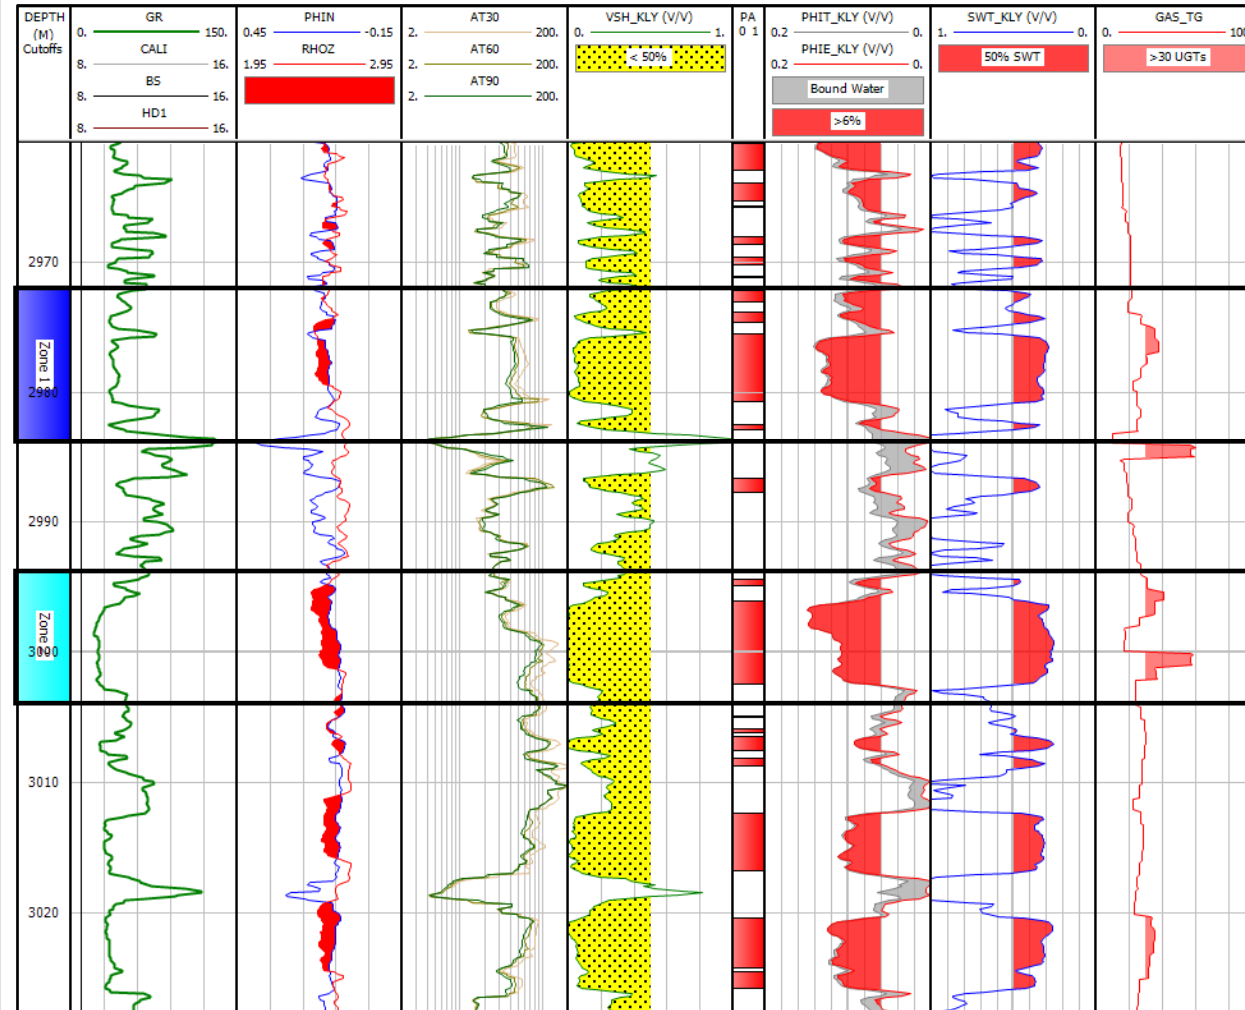 DEPTH
(M)
Cutoffs
GR
0. 150.
CALI
8. 16.
BS
8. 16.
HD1
8. 16.
PHIN
0.45 -0.15
RHOZ
1.95 2.95
AT30
2. 200.
AT60
2. 200.
AT90
2. 200.
VSH_KLY (V/V)
0. 1.
< 50%
PA
0 1
PHIT_KLY (V/V)
0.2 0.
PHIE_KLY (V/V)
0.2 0.
Bound Water
>6%
SWT_KLY (V/V)
1. 0.
50% SWT
GAS_TG
0. 100
>30 UGTs
2970
Zone 1
2980
2990
Zone
3000
3010
3020